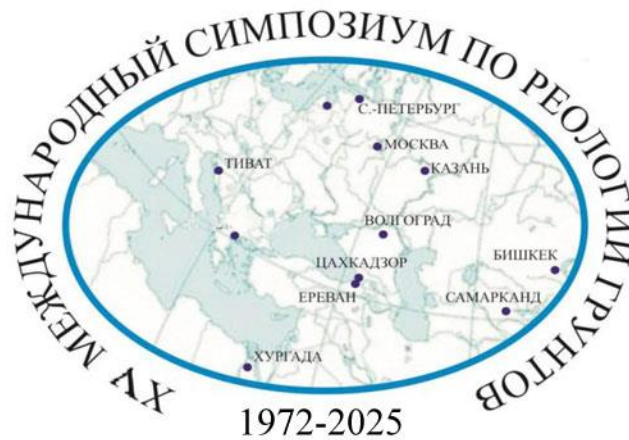 XV МЕЖДУНАРОДНЫЙ СИМПОЗИУМ ПО РЕОЛОГИИ ГРУНТОВ
С.-ПЕТЕРБУРГ
МОСКВА
ТИВАТ
КАЗАНЬ
ВОЛГОГРАД
ЦАХКАДЗОР
БИШКЕК
ЕРЕВАН
САМАРКАНД
ХУРГАДА
1972-2025